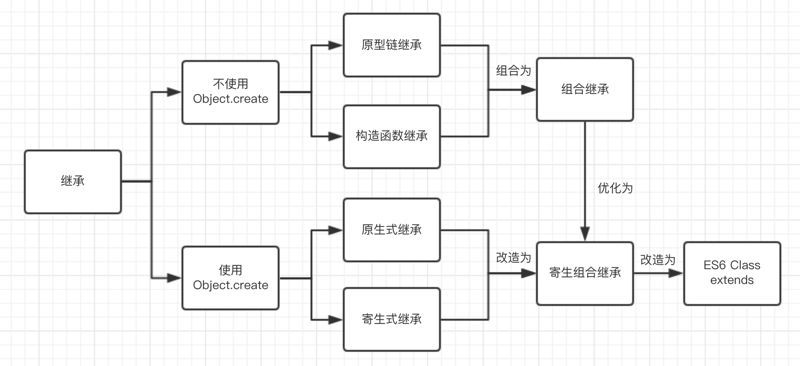 继承
不使用
Object.create
使用
Object.create
原型链继承
构造函数继承
原生式继承
寄生式继承
组合为
改造为
组合继承
优化为
寄生组合继承
改造为
ES6 Class
extends